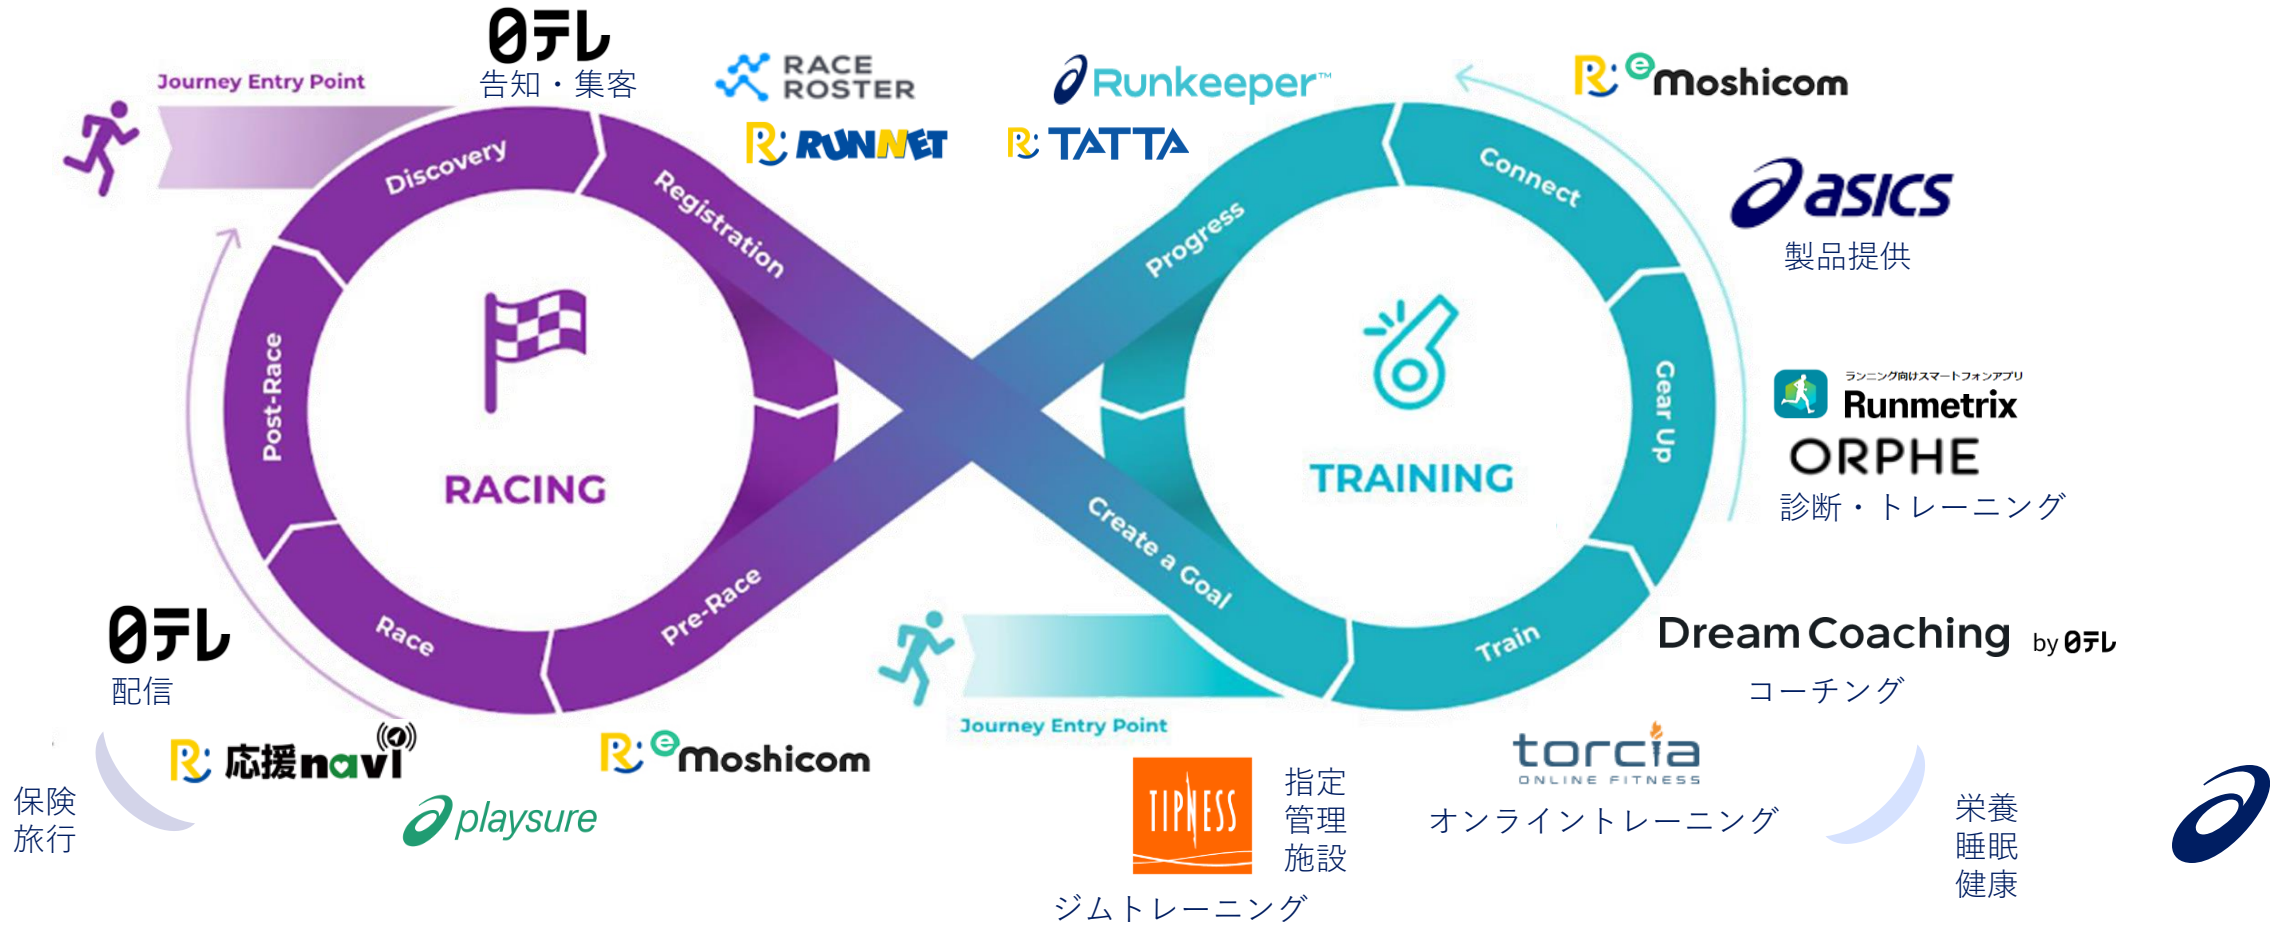 日テレ
告知・集客
Journey Entry Point
RACE
ROSTER
Runkeeper™
R eMoshicom
R RUNNET
R TATTA
Discovery
Registration
Progress
Connect
asics
製品提供
Post-Race
RACING
TRAINING
Gear Up
ランニング向けスマートフォンアプリ
Runmetrix
ORPHE
診断・トレーニング
Create a Goal
Pre-Race
Race
Train
日テレ
配信
Dream Coaching by 日テレ
コーチング
Journey Entry Point
R 応援navi
R eMoshicom
playsure
保険
旅行
TIPNESS
指定
管理
施設
ジムトレーニング
torcia
ONLINE FITNESS
オンライントレーニング
栄養
睡眠
健康